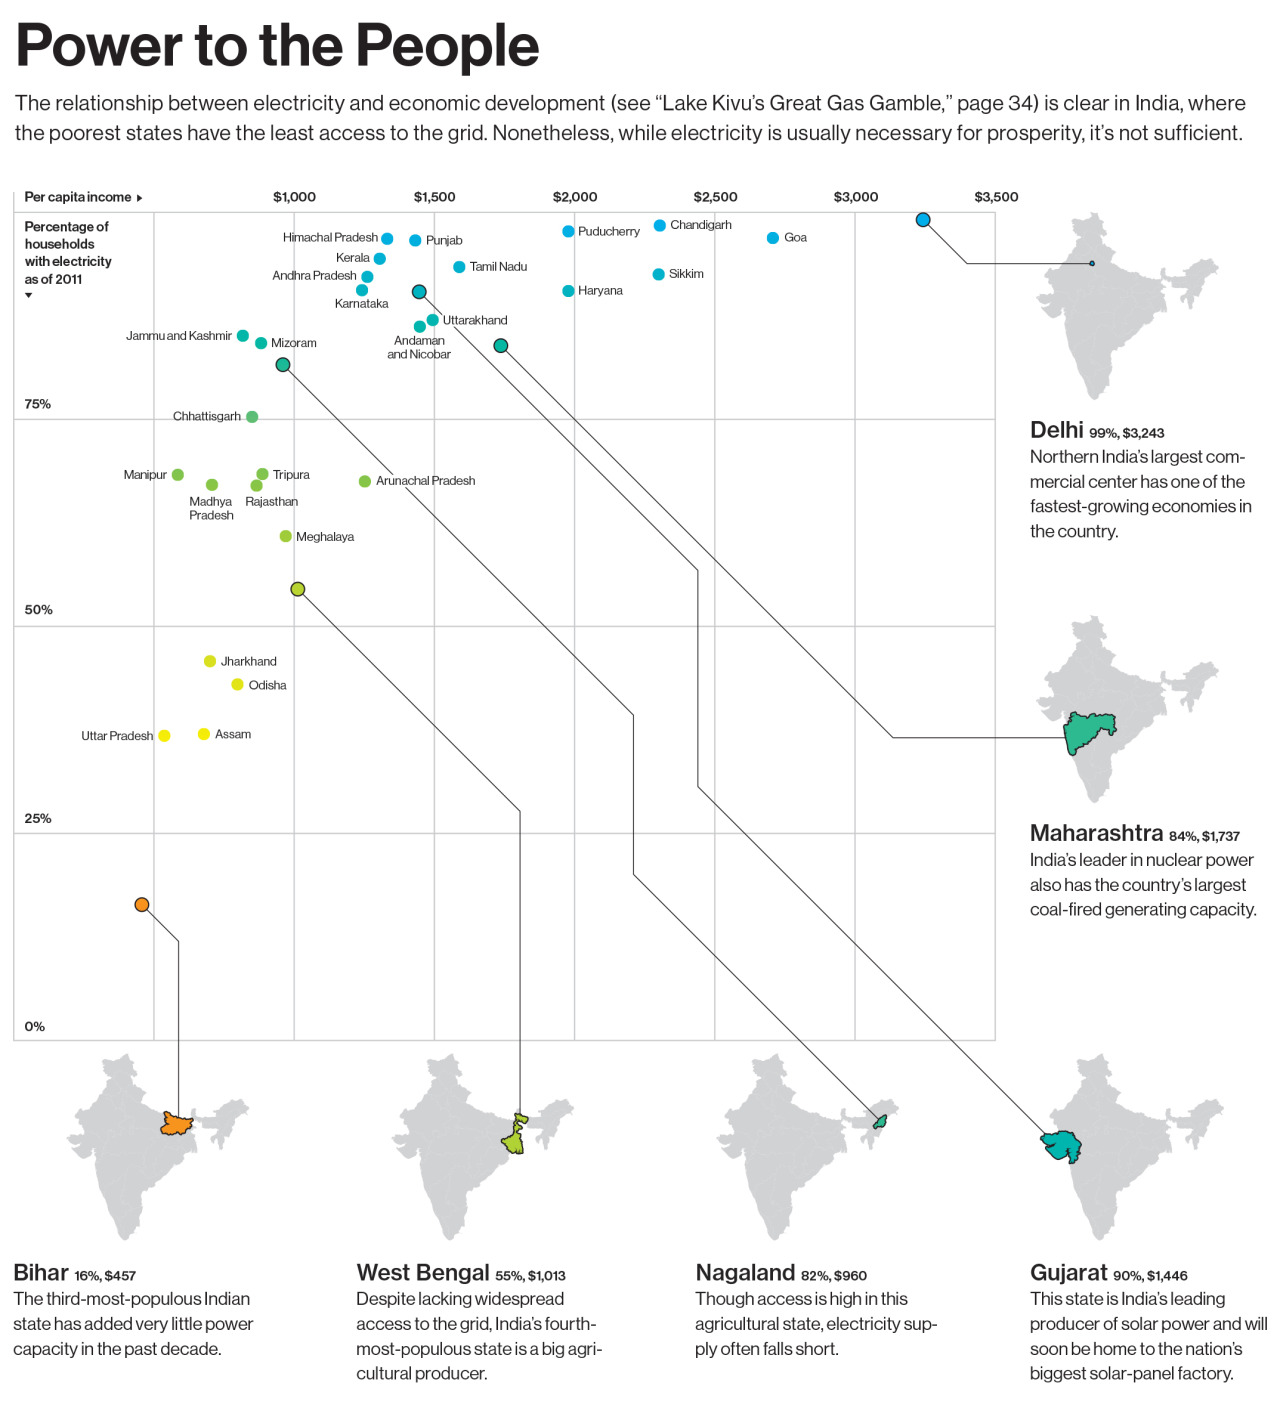 Power to the People
The relationship between electricity and economic development (see “Lake Kivu’s Great Gas Gamble,” page 34) is clear in India, where
the poorest states have the least access to the grid. Nonetheless, while electricity is usually necessary for prosperity, it’s not sufficient.
Per capita income ▸
$1,000
$1,500
$2,000
$2,500
$3,000
$3,500
Percentage of
households
with electricity
as of 2011
▾
Himachal Pradesh
Punjab
Puducherry
Chandigarh
Goa
Kerala
Tamil Nadu
Andhra Pradesh
Sikkim
Karnataka
Haryana
Uttarakhand
Jammu and Kashmir
Mizoram
Andaman
and Nicobar
75%
Chhattisgarh
Manipur
Tripura
Arunachal Pradesh
Madhya
Pradesh
Rajasthan
Meghalaya
50%
Jharkhand
Odisha
Uttar Pradesh
Assam
25%
0%
Delhi 99%, $3,243
Northern India’s largest com-
mercial center has one of the
fastest-growing economies in
the country.
Maharashtra 84%, $1,737
India’s leader in nuclear power
also has the country’s largest
coal-fired generating capacity.
Bihar 16%, $457
The third-most-populous Indian
state has added very little power
capacity in the past decade.
West Bengal 55%, $1,013
Despite lacking widespread
access to the grid, India’s fourth-
most-populous state is a big agri-
cultural producer.
Nagaland 82%, $960
Though access is high in this
agricultural state, electricity sup-
ply often falls short.
Gujarat 90%, $1,446
This state is India’s leading
producer of solar power and will
soon be home to the nation’s
biggest solar-panel factory.